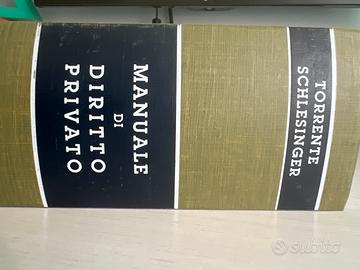 TORRENTE
SCHLESINGER
MANUALE
DI
DIRITTO
PRIVATO
subito